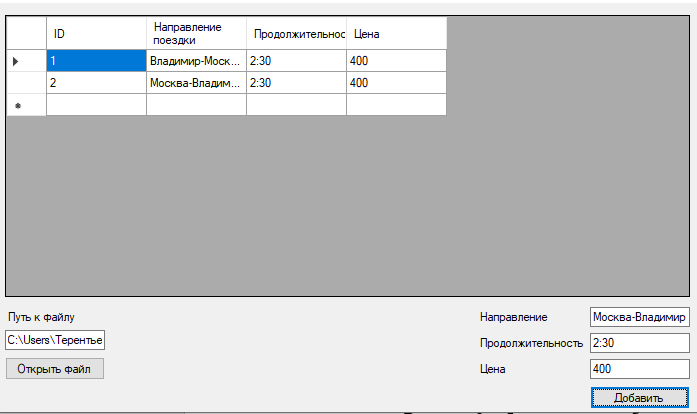 ID Направление поездки Продолжительнос Цена
1 Владимир-Моск... 2:30 400
2 Москва-Владим... 2:30 400
Путь к файлу
C:\Users\Терентье
Открыть файл
Направление Москва-Владимир
Продолжительность 2:30
Цена 400
Добавить